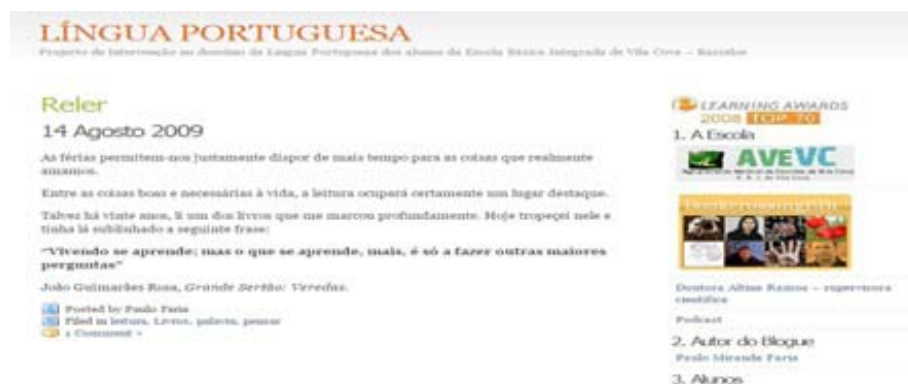 LÍNGUA PORTUGUESA
Projecto de Intervenção no domínio da Língua Portuguesa dos alunos da Escola Básica Integrada de Vila Cova – Barcelos
Reler
14 Agosto 2009
As férias permitem-nos justamente dispor de mais tempo para as coisas que realmente
amamos.
Entre as coisas boas e necessárias à vida, a leitura ocupará certamente um lugar destaque.
Talvez há vinte anos, li um dos livros que me marcou profundamente. Hoje tropecei nele e
tinha lá sublinhado a seguinte frase:
“Vivendo se aprende; mas o que se aprende, mais, é só a fazer outras maiores
perguntas”
João Guimarães Rosa, Grande Sertão: Veredas.
Posted by Paulo Faria
Filed in leitura, Livros, palavra, pensar
1 Comment »
LEARNING AWARDS
2008 TOP 70
1. A Escola
AVEVC
Doutora Altina Ramos – supervisora
científica
Podcast
2. Autor do Blogue
Paulo Miranda Faria
3. Alunos